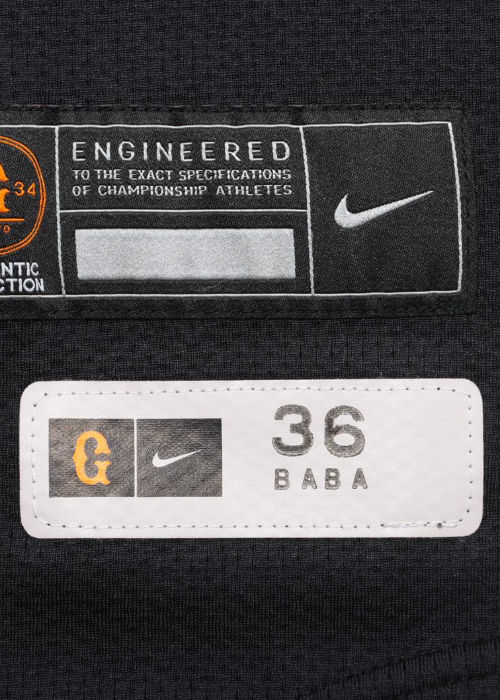 ENGINEERED
TO THE EXACT SPECIFICATIONS
OF CHAMPIONSHIP ATHLETES
G 34
NTIC
CTION
G
36
BABA